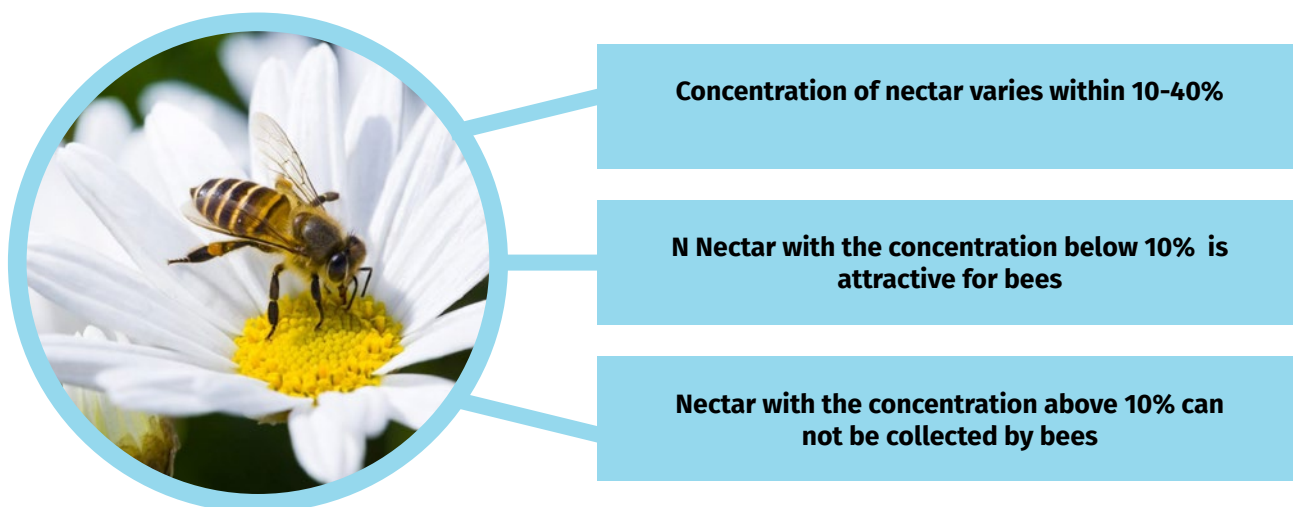 Concentration of nectar varies within 10-40%
N Nectar with the concentration below 10% is
attractive for bees
Nectar with the concentration above 10% can
not be collected by bees